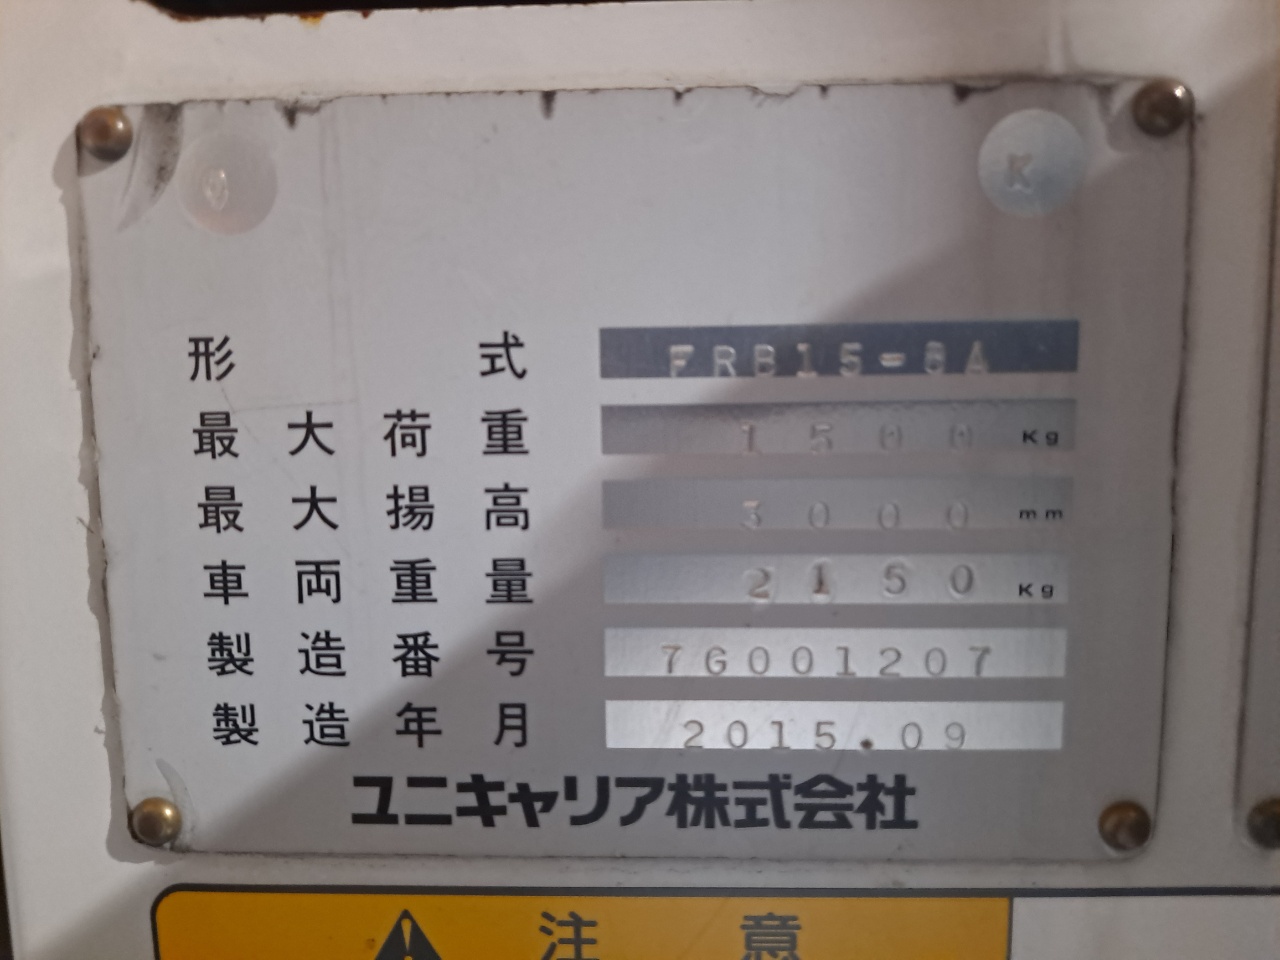 K
形式 FRB15-8A
最大荷重 1500 Kg
最大揚高 3000 mm
車両重量 2150 Kg
製造番号 7G001207
製造年月 2015.09
ユニキャリア株式会社
注意